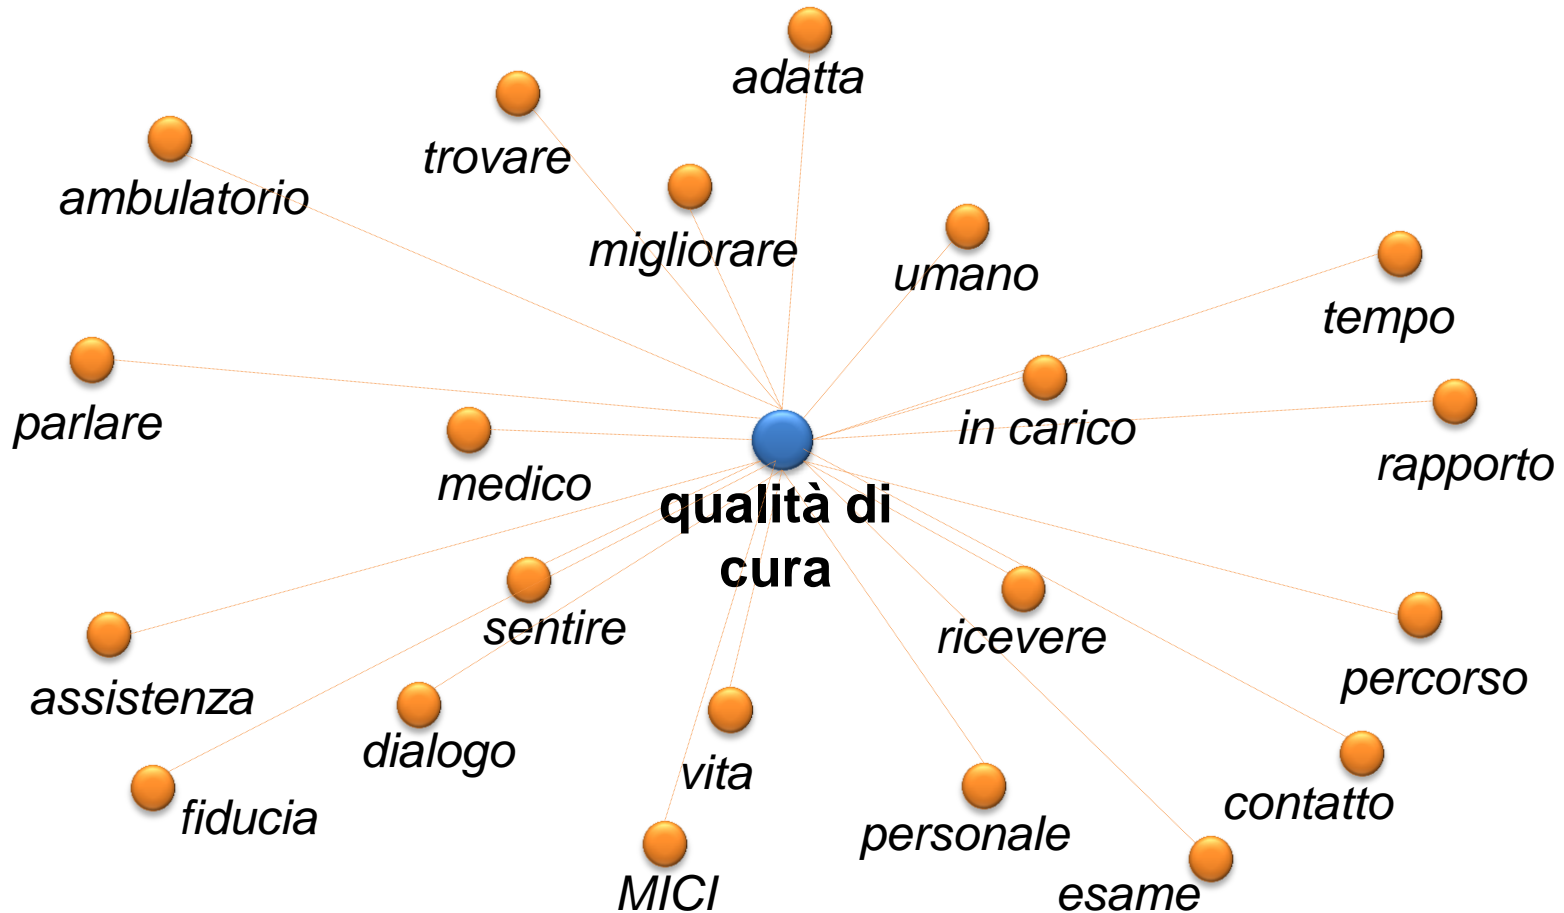 adatta
trovare
ambulatorio
migliorare
umano
tempo
parlare
in carico
rapporto
medico
qualità di
cura
sentire
ricevere
percorso
assistenza
dialogo
vita
contatto
fiducia
personale
MICI
esame